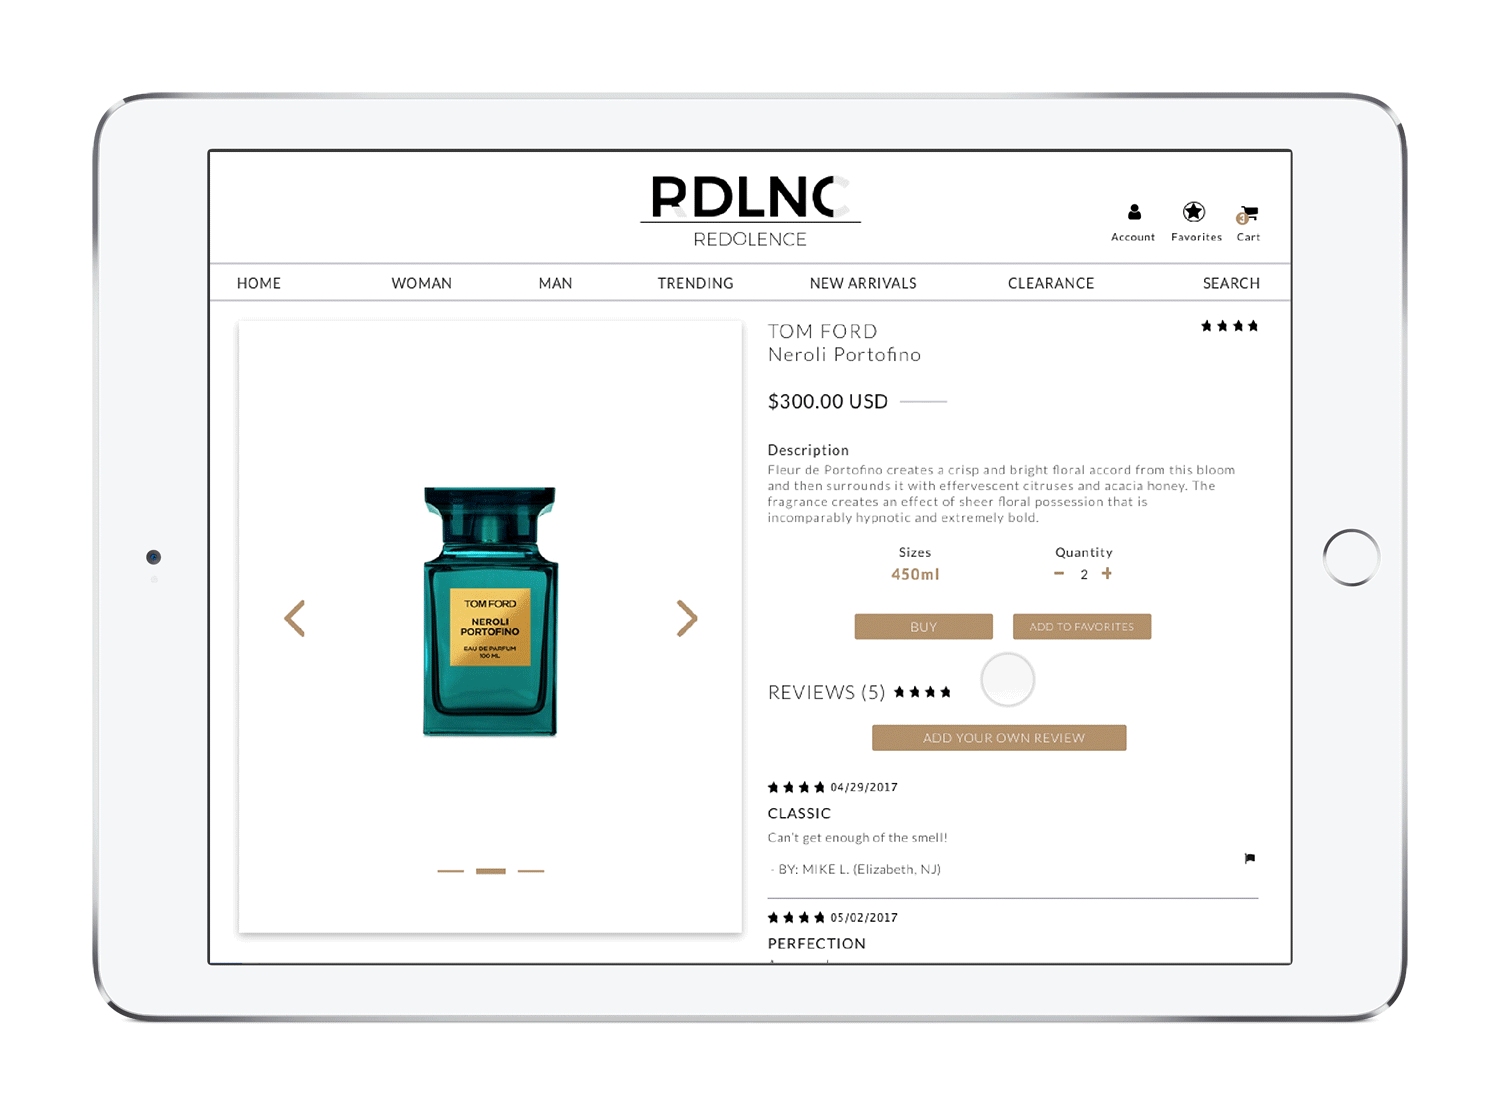 RDLNC
REDOLENCE
Account Favorites 3 Cart
HOME WOMAN MAN TRENDING NEW ARRIVALS CLEARANCE SEARCH
TOM FORD
Neroli Portofino
$300.00 USD
Description
Fleur de Portofino creates a crisp and bright floral accord from this bloom
and then surrounds it with effervescent citruses and acacia honey. The
fragrance creates an effect of sheer floral possession that is
incomparably hypnotic and extremely bold.
Sizes Quantity
450ml - 2 +
BUY ADD TO FAVORITES
REVIEWS (5)
ADD YOUR OWN REVIEW
04/29/2017
CLASSIC
Can't get enough of the smell!
- BY: MIKE L. (Elizabeth, NJ)
05/02/2017
PERFECTION
TOM FORD
NEROLI
PORTOFINO
EAU DE PARFUM
100 ML